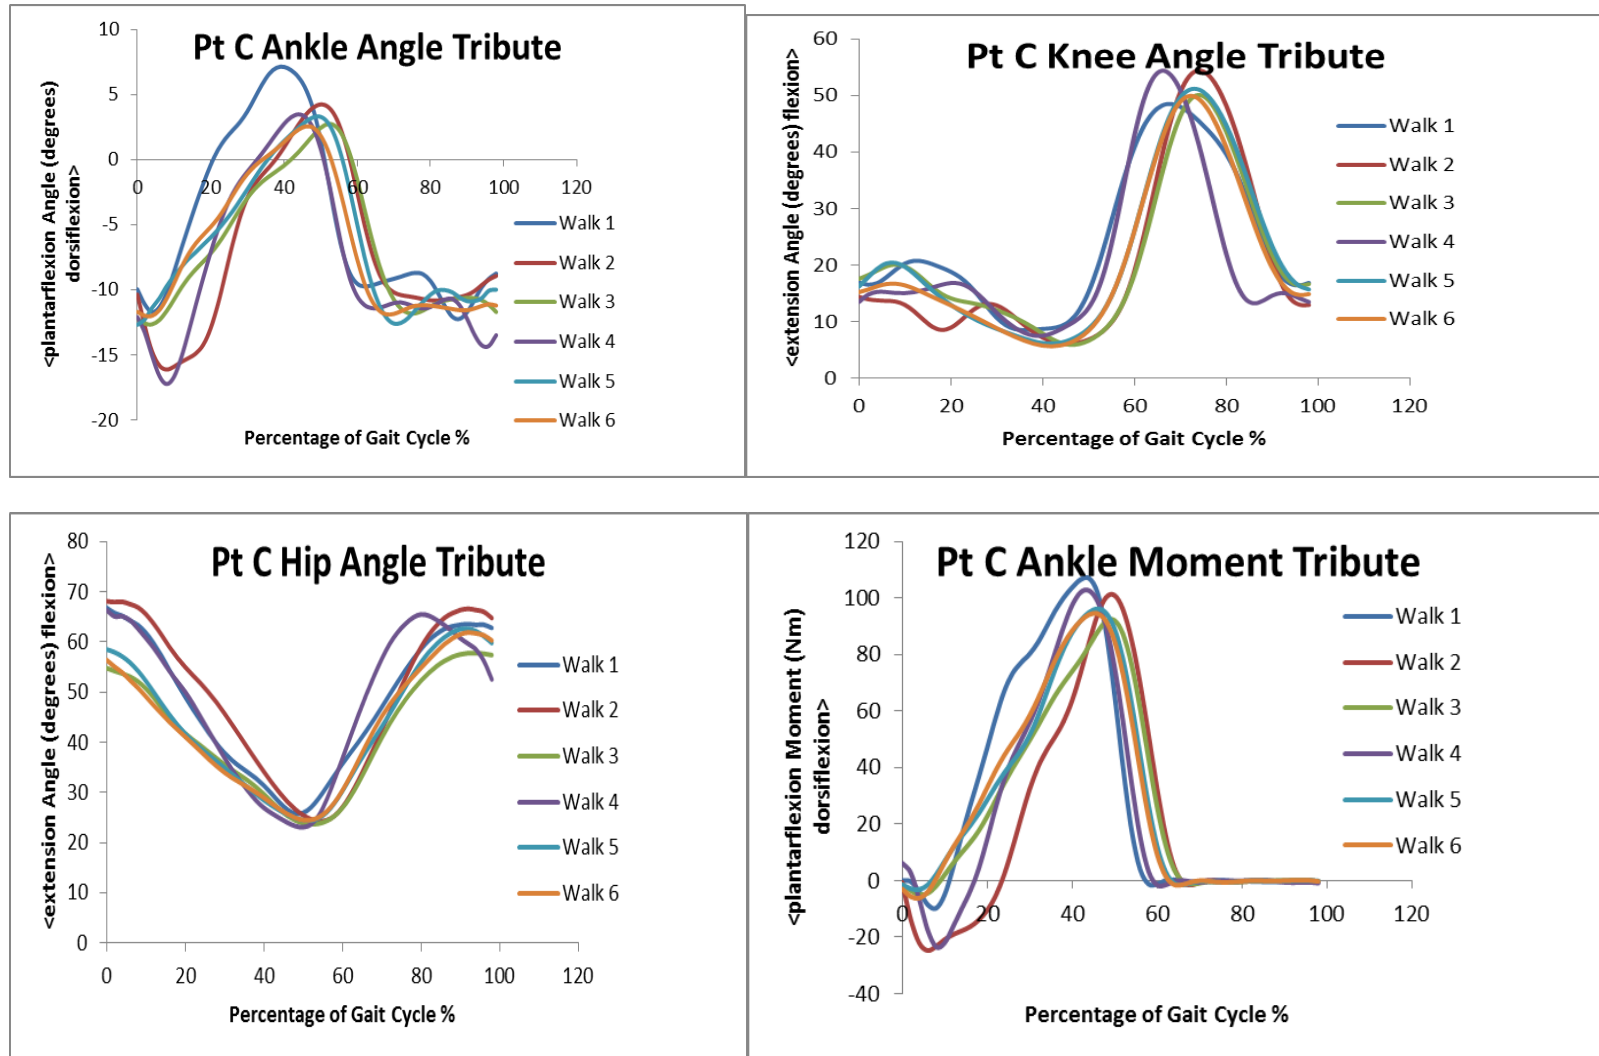 Pt C Ankle Angle Tribute
<plantarflexion Angle (degrees)
dorsiflexion>
10
5
0
-5
-10
-15
-20
0
20
40
60
80
100
120
Percentage of Gait Cycle %
Walk 1
Walk 2
Walk 3
Walk 4
Walk 5
Walk 6
Pt C Knee Angle Tribute
<extension Angle (degrees) flexion>
60
50
40
30
20
10
0
0
20
40
60
80
100
120
Percentage of Gait Cycle %
Walk 1
Walk 2
Walk 3
Walk 4
Walk 5
Walk 6
Pt C Hip Angle Tribute
<extension Angle (degrees) flexion>
80
70
60
50
40
30
20
10
0
0
20
40
60
80
100
120
Percentage of Gait Cycle %
Walk 1
Walk 2
Walk 3
Walk 4
Walk 5
Walk 6
Pt C Ankle Moment Tribute
<plantarflexion Moment (Nm)
dorsiflexion>
120
100
80
60
40
20
0
-20
-40
0
20
40
60
80
100
120
Percentage of Gait Cycle %
Walk 1
Walk 2
Walk 3
Walk 4
Walk 5
Walk 6